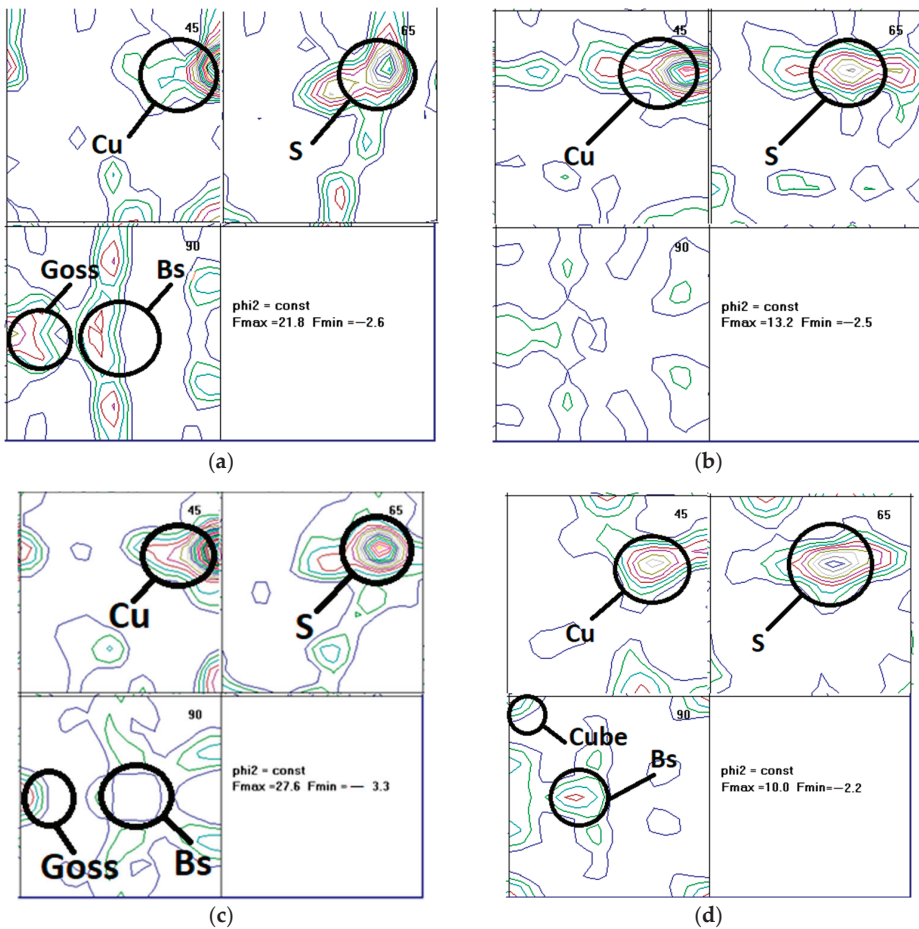 45
65
Cu
S
90
Goss
Bs
phi2 = const
Fmax =21.8 Fmin =−2.6
(a)
45
65
Cu
S
90
phi2 = const
Fmax =13.2 Fmin =−2.5
(b)
45
65
Cu
S
90
phi2 = const
Fmax =27.6 Fmin = − 3.3
Goss
Bs
(c)
45
65
Cu
S
90
Cube
Bs
phi2 = const
Fmax =10.0 Fmin=−2.2
(d)